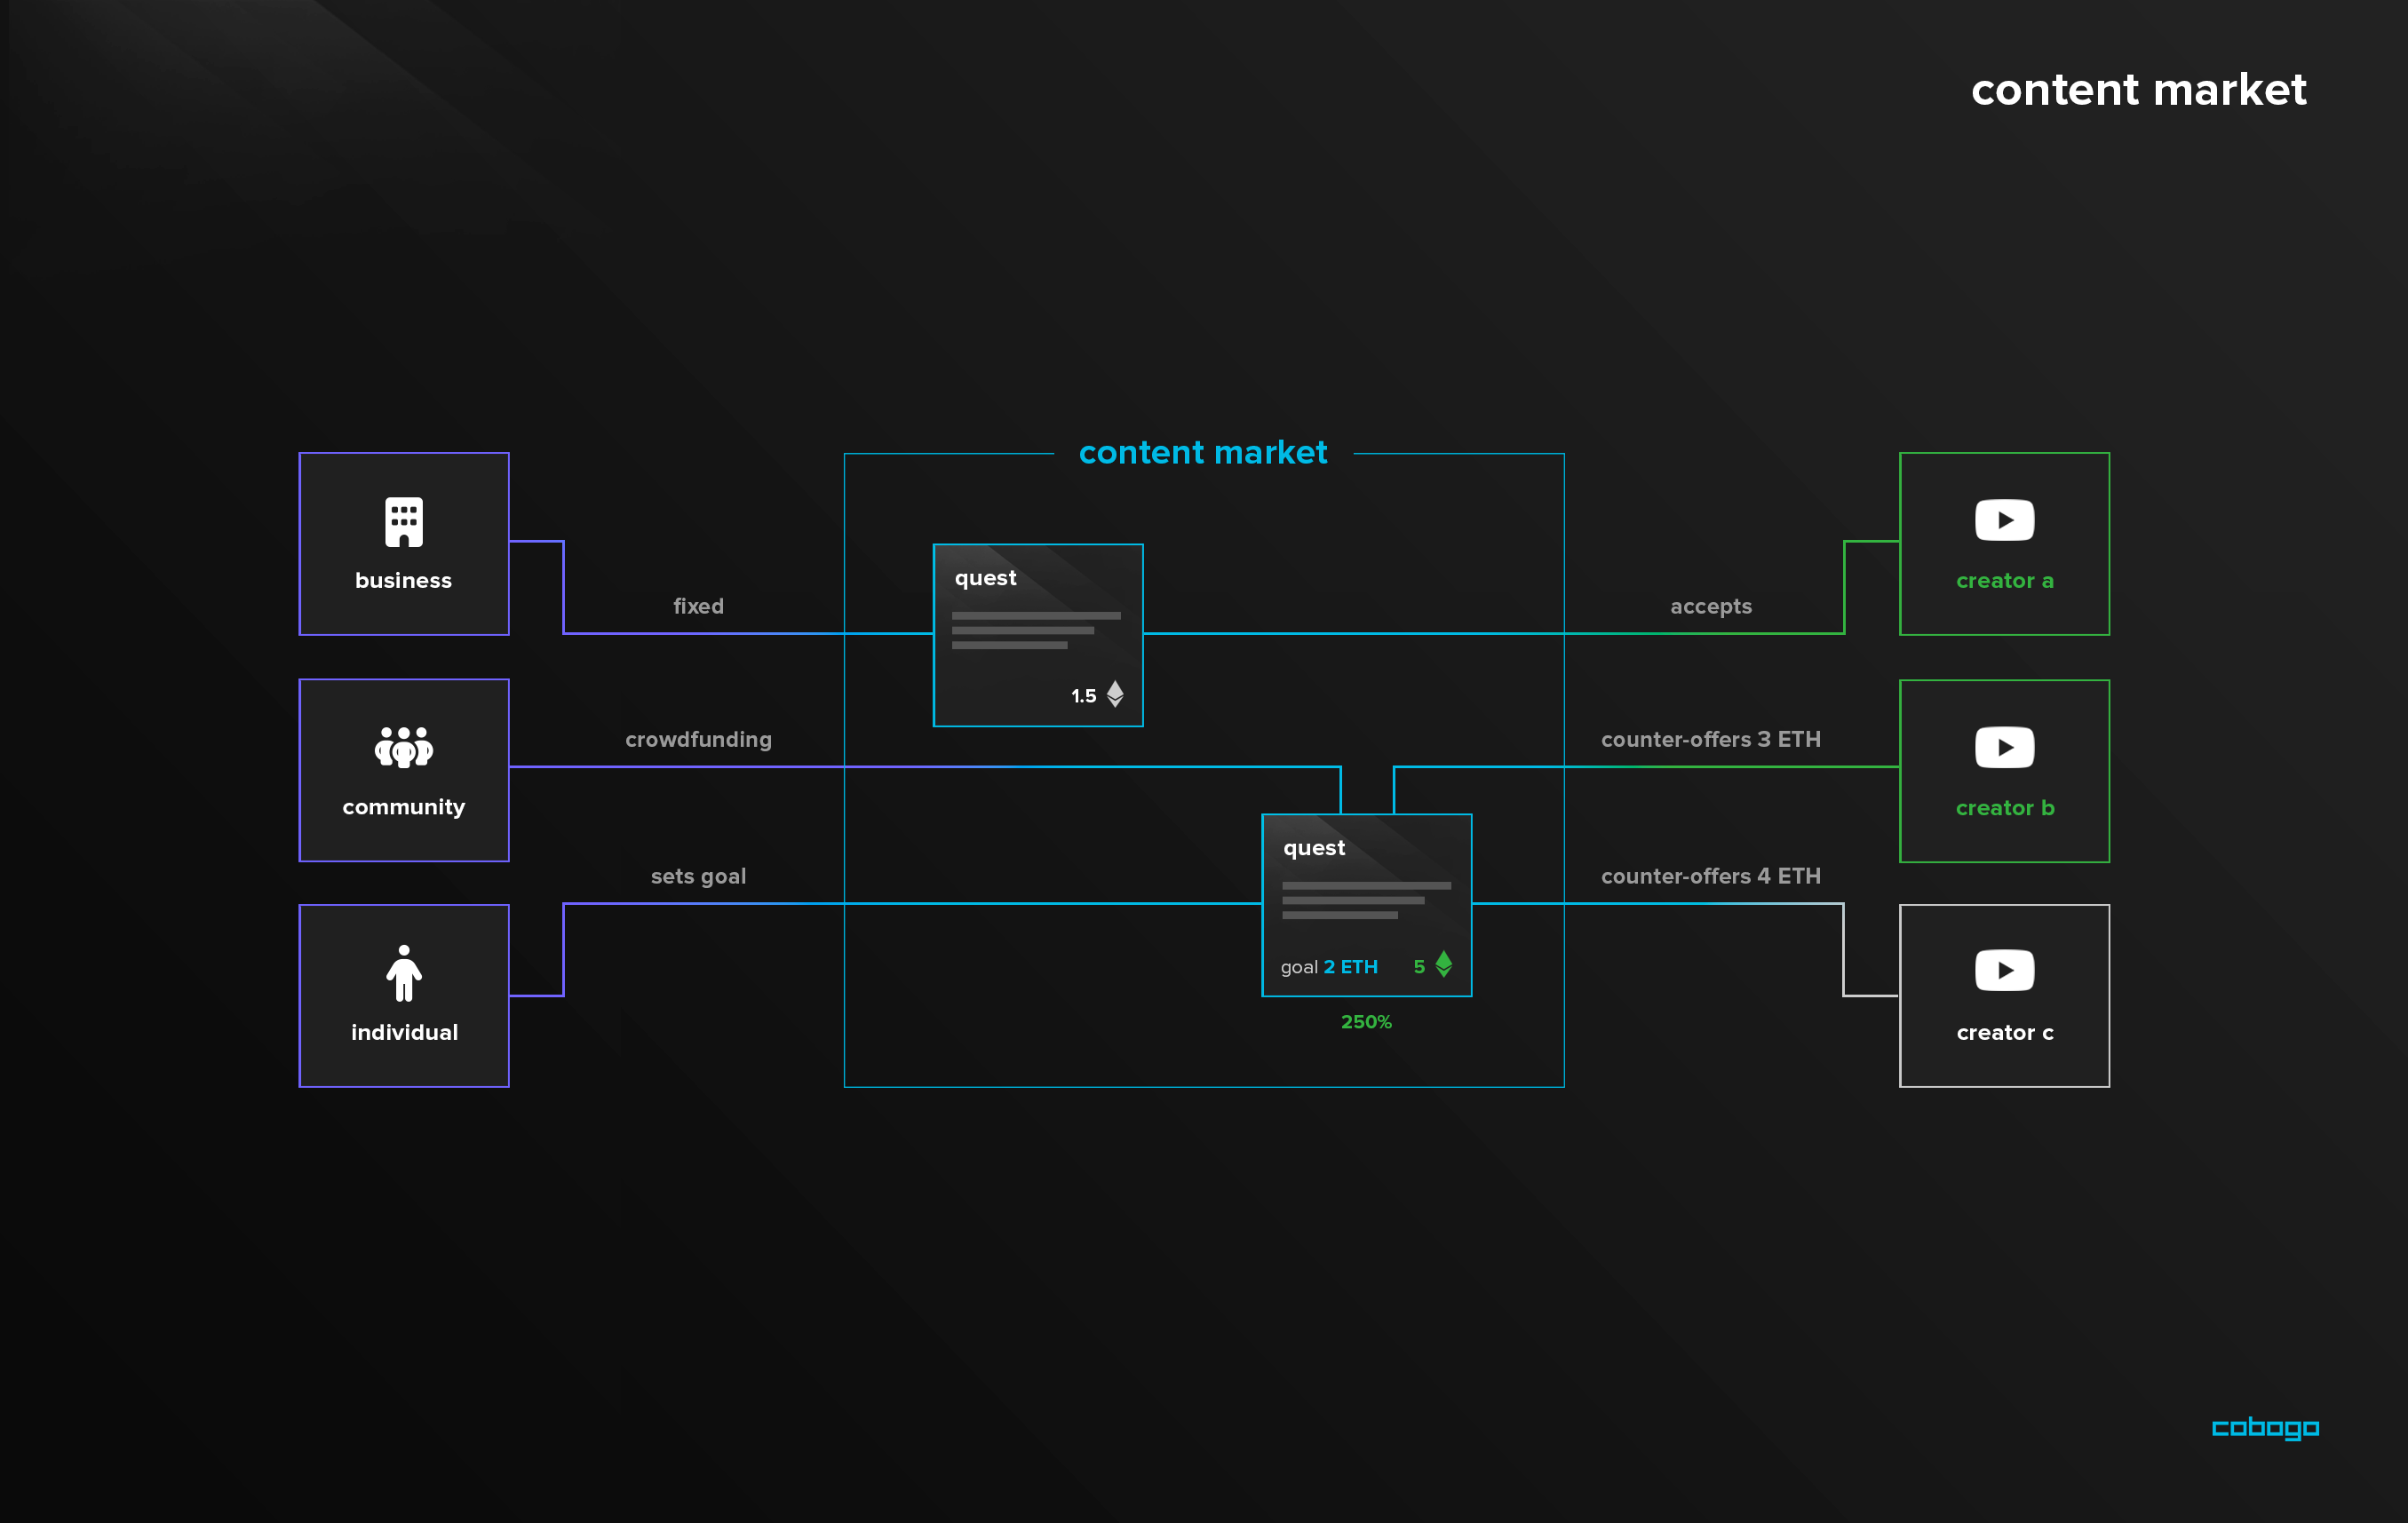 content market
content market
business
fixed
quest
1.5
accepts
creator a
community
crowdfunding
counter-offers 3 ETH
creator b
individual
sets goal
quest
goal 2 ETH 5
250%
counter-offers 4 ETH
creator c
cobogo